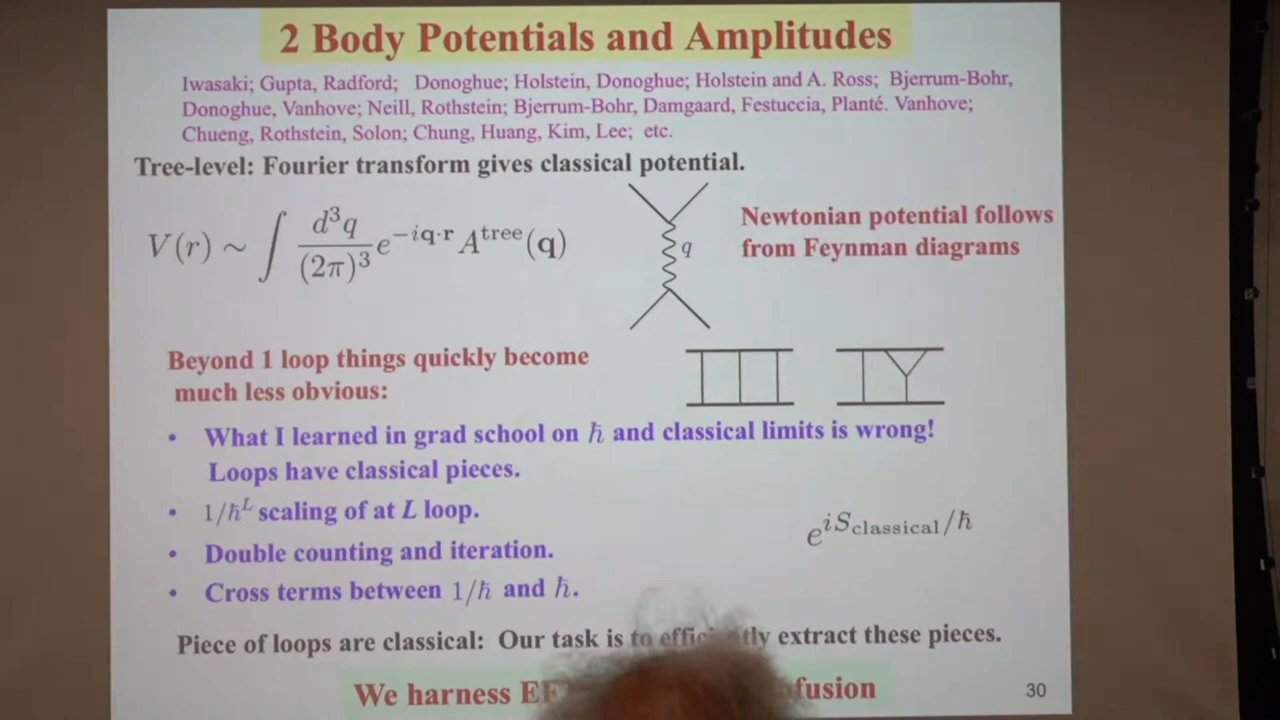 2 Body Potentials and Amplitudes
Iwasaki; Gupta, Radford; Donoghue; Holstein, Donoghue; Holstein and A. Ross; Bjerrum-Bohr,
Donoghue, Vanhove; Neill, Rothstein; Bjerrum-Bohr, Damgaard, Festuccia, Planté. Vanhove;
Chueng, Rothstein, Solon; Chung, Huang, Kim, Lee; etc.
Tree-level: Fourier transform gives classical potential.
V(r) ∼ ∫ d³q/(2π)³ e^{−iq·r} A^{tree}(q)
q
Newtonian potential follows
from Feynman diagrams
Beyond 1 loop things quickly become
much less obvious:
• What I learned in grad school on ℏ and classical limits is wrong!
Loops have classical pieces.
• 1/ℏ^L scaling of at L loop.
• Double counting and iteration.
e^{iS_{classical}/ℏ}
• Cross terms between 1/ℏ and ℏ.
Piece of loops are classical: Our task is to efficiently extract these pieces.
We harness
30